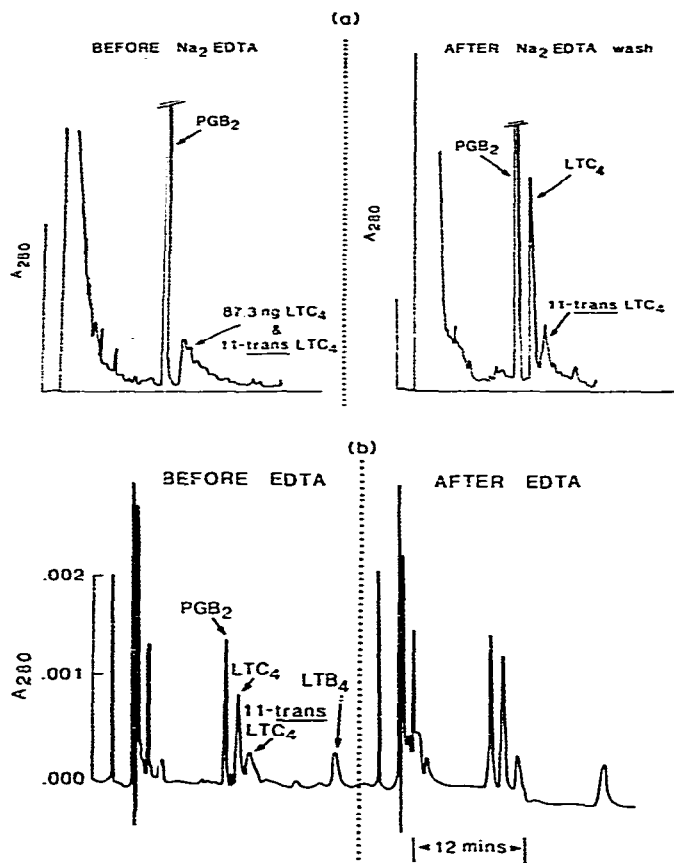 (a)
BEFORE Na2 EDTA
AFTER Na2 EDTA wash
PGB2
A280
87.3 ng LTC4
&
11-trans LTC4
PGB2
LTC4
A280
11-trans LTC4
(b)
BEFORE EDTA
AFTER EDTA
.002
.001
.000
A280
PGB2
LTC4
11-trans
LTC4
LTB4
12 mins